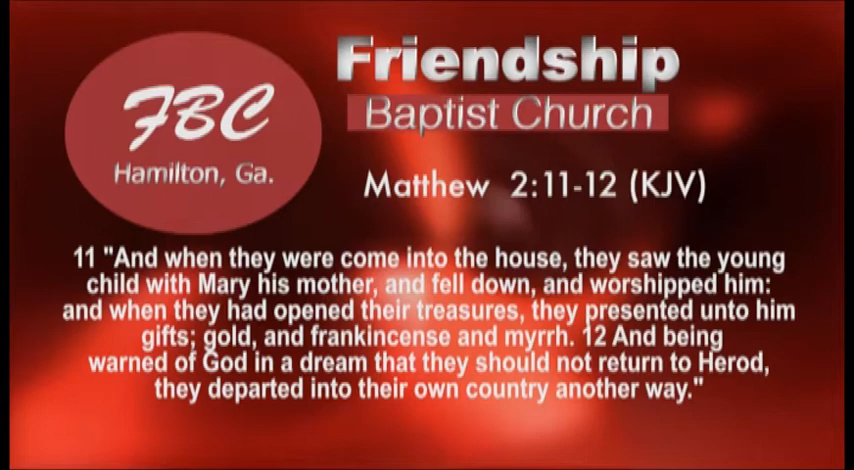 FBC
Hamilton, Ga.
Friendship
Baptist Church
Matthew 2:11-12 (KJV)
11 "And when they were come into the house, they saw the young
child with Mary his mother, and fell down, and worshipped him:
and when they had opened their treasures, they presented unto him
gifts; gold, and frankincense and myrrh. 12 And being
warned of God in a dream that they should not return to Herod,
they departed into their own country another way."